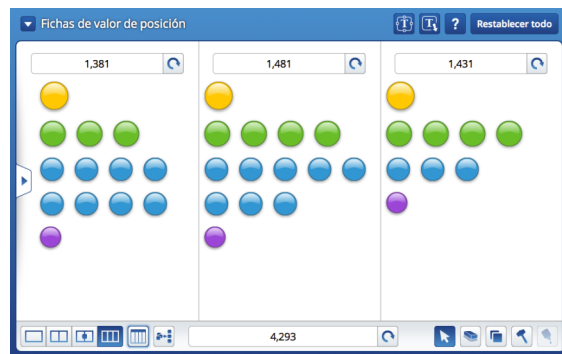 Fichas de valor de posición
? Restablecer todo
1,381
1,481
1,431
4,293